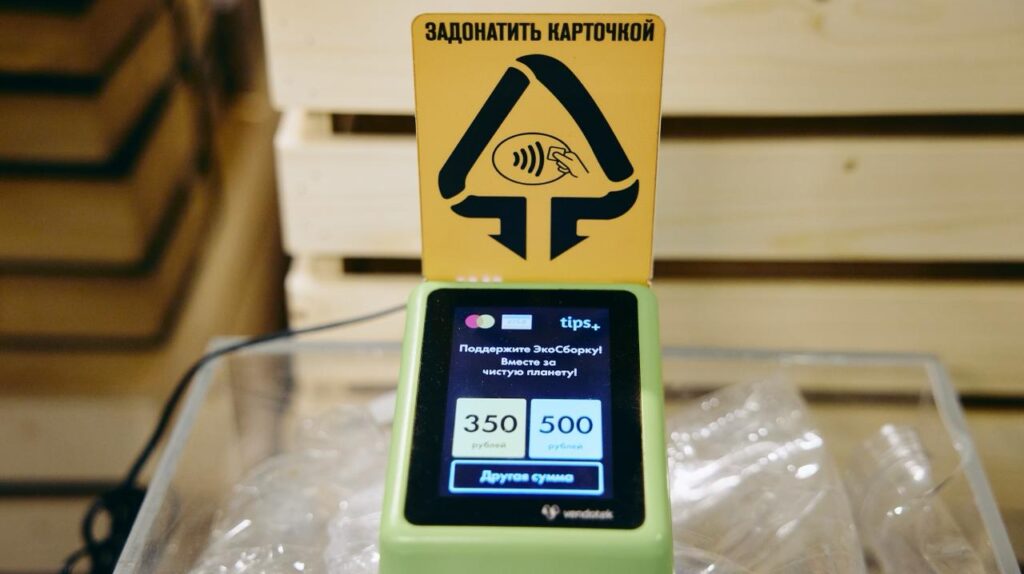 ЗАДОНАТИТЬ КАРТОЧКОЙ
tips+
Поддержите ЭкоСборку!
Вместе за
чистую планету!
350
500
рублей
рублей
Другая сумма
vendotek